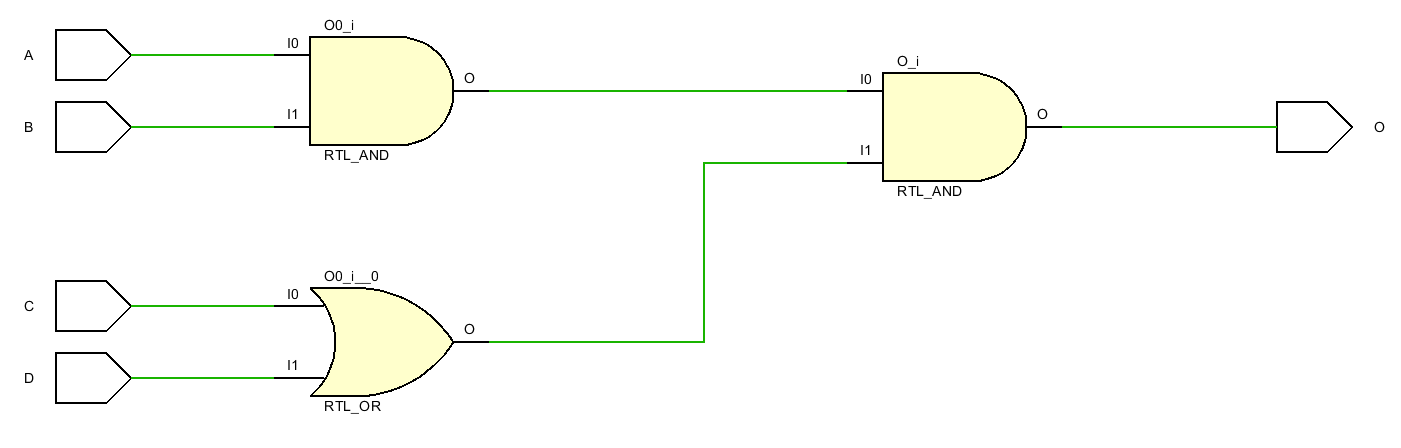 O0_i
A
I0
O
B
I1
RTL_AND
O_i
I0
O
I1
O
RTL_AND
O0_i__0
C
I0
O
D
I1
RTL_OR